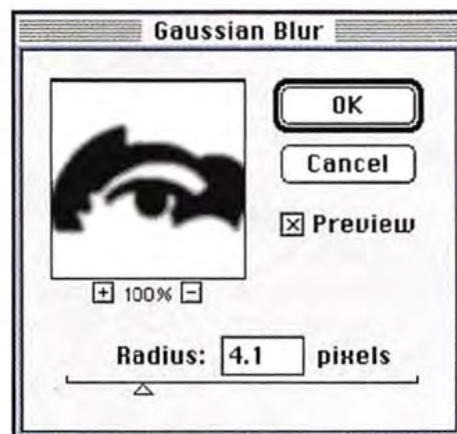 Gaussian Blur
OK
Cancel
Preview
+ 100% -
Radius: 4.1 pixels